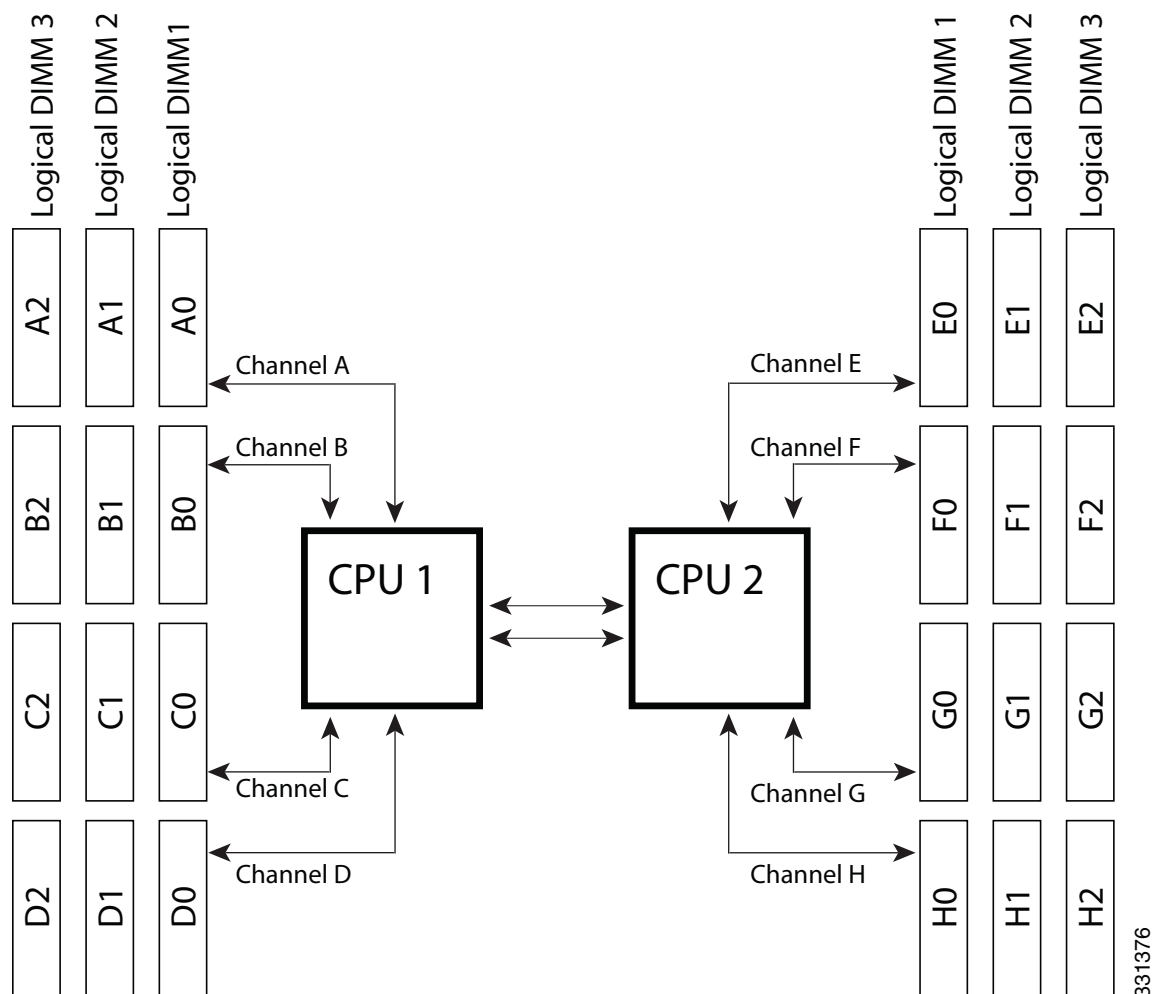 Logical DIMM 3
Logical DIMM 2
Logical DIMM1
Logical DIMM 1
Logical DIMM 2
Logical DIMM 3
A2
A1
A0
E0
E1
E2
Channel A
Channel E
B2
B1
B0
F0
F1
F2
Channel B
Channel F
CPU 1
CPU 2
C2
C1
C0
G0
G1
G2
Channel C
Channel G
D2
D1
D0
H0
H1
H2
Channel D
Channel H
331376